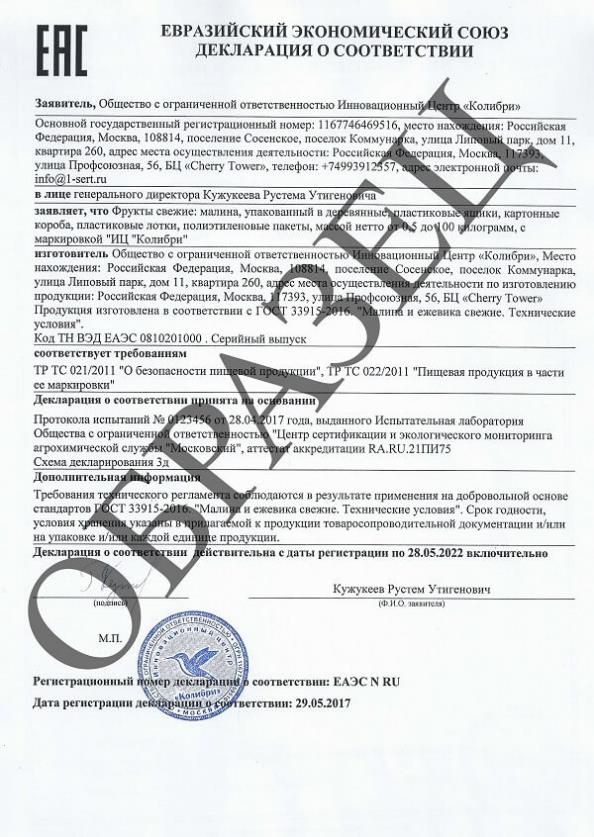 ЕАС
ЕВРАЗИЙСКИЙ ЭКОНОМИЧЕСКИЙ СОЮЗ
ДЕКЛАРАЦИЯ О СООТВЕТСТВИИ
Заявитель, Общество с ограниченной ответственностью Инновационный Центр «Колибри»
Основной государственный регистрационный номер: 1167746469516, место нахождения: Российская
Федерация, Москва, 108814, поселение Сосенское, поселок Коммунарка, улица Липовый парк, дом 11,
квартира 260, адрес места осуществления деятельности: Российская Федерация, Москва, 117393,
улица Профсоюзная, 56, БЦ «Cherry Tower», телефон: +74993912557, адрес электронной почты:
info@1-sert.ru
в лице генерального директора Кужукеева Рустема Утигеновича
заявляет, что Фрукты свежие: малина, упакованный в деревянные, пластиковые ящики, картонные
короба, пластиковые лотки, полиэтиленовые пакеты, массой нетто от 0,5 до 100 килограмм, с
маркировкой "ИЦ "Колибри"
изготовитель Общество с ограниченной ответственностью Инновационный Центр «Колибри», Место
нахождения: Российская Федерация, Москва, 108814, поселение Сосенское, поселок Коммунарка,
улица Липовый парк, дом 11, квартира 260, адрес места осуществления деятельности по изготовлению
продукции: Российская Федерация, Москва, 117393, улица Профсоюзная, 56, БЦ «Cherry Tower»
Продукция изготовлена в соответствии с ГОСТ 33915-2016. "Малина и ежевика свежие. Технические
условия".
Код ТН ВЭД ЕАЭС 0810201000 . Серийный выпуск
соответствует требованиям
ТР ТС 021/2011 "О безопасности пищевой продукции", ТР ТС 022/2011 "Пищевая продукция в части
ее маркировки"
Декларация о соответствии принята на основании
Протокола испытаний № 0123456 от 28.04.2017 года, выданного Испытательная лаборатория
Общества с ограниченной ответственностью "Центр сертификации и экологического мониторинга
агрохимической службы "Московский", аттестат аккредитации RA.RU.21ПИ75
Схема декларирования 3д
Дополнительная информация
Требования технического регламента соблюдаются в результате применения на добровольной основе
стандартов ГОСТ 33915-2016. "Малина и ежевика свежие. Технические условия". Срок годности,
условия хранения указаны в прилагаемой к продукции товаросопроводительной документации и/или
на упаковке и/или каждой единице продукции.
Декларация о соответствии действительна с даты регистрации по 28.05.2022 включительно
Кужукеев Рустем Утигенович
(подпись)
(Ф.И.О. заявителя)
М.П.
Инновационный центр
«Колибри»
МОСКВА
Регистрационный номер декларации о соответствии: ЕАЭС N RU
Дата регистрации декларации о соответствии: 29.05.2017
ОБРАЗЕЦ